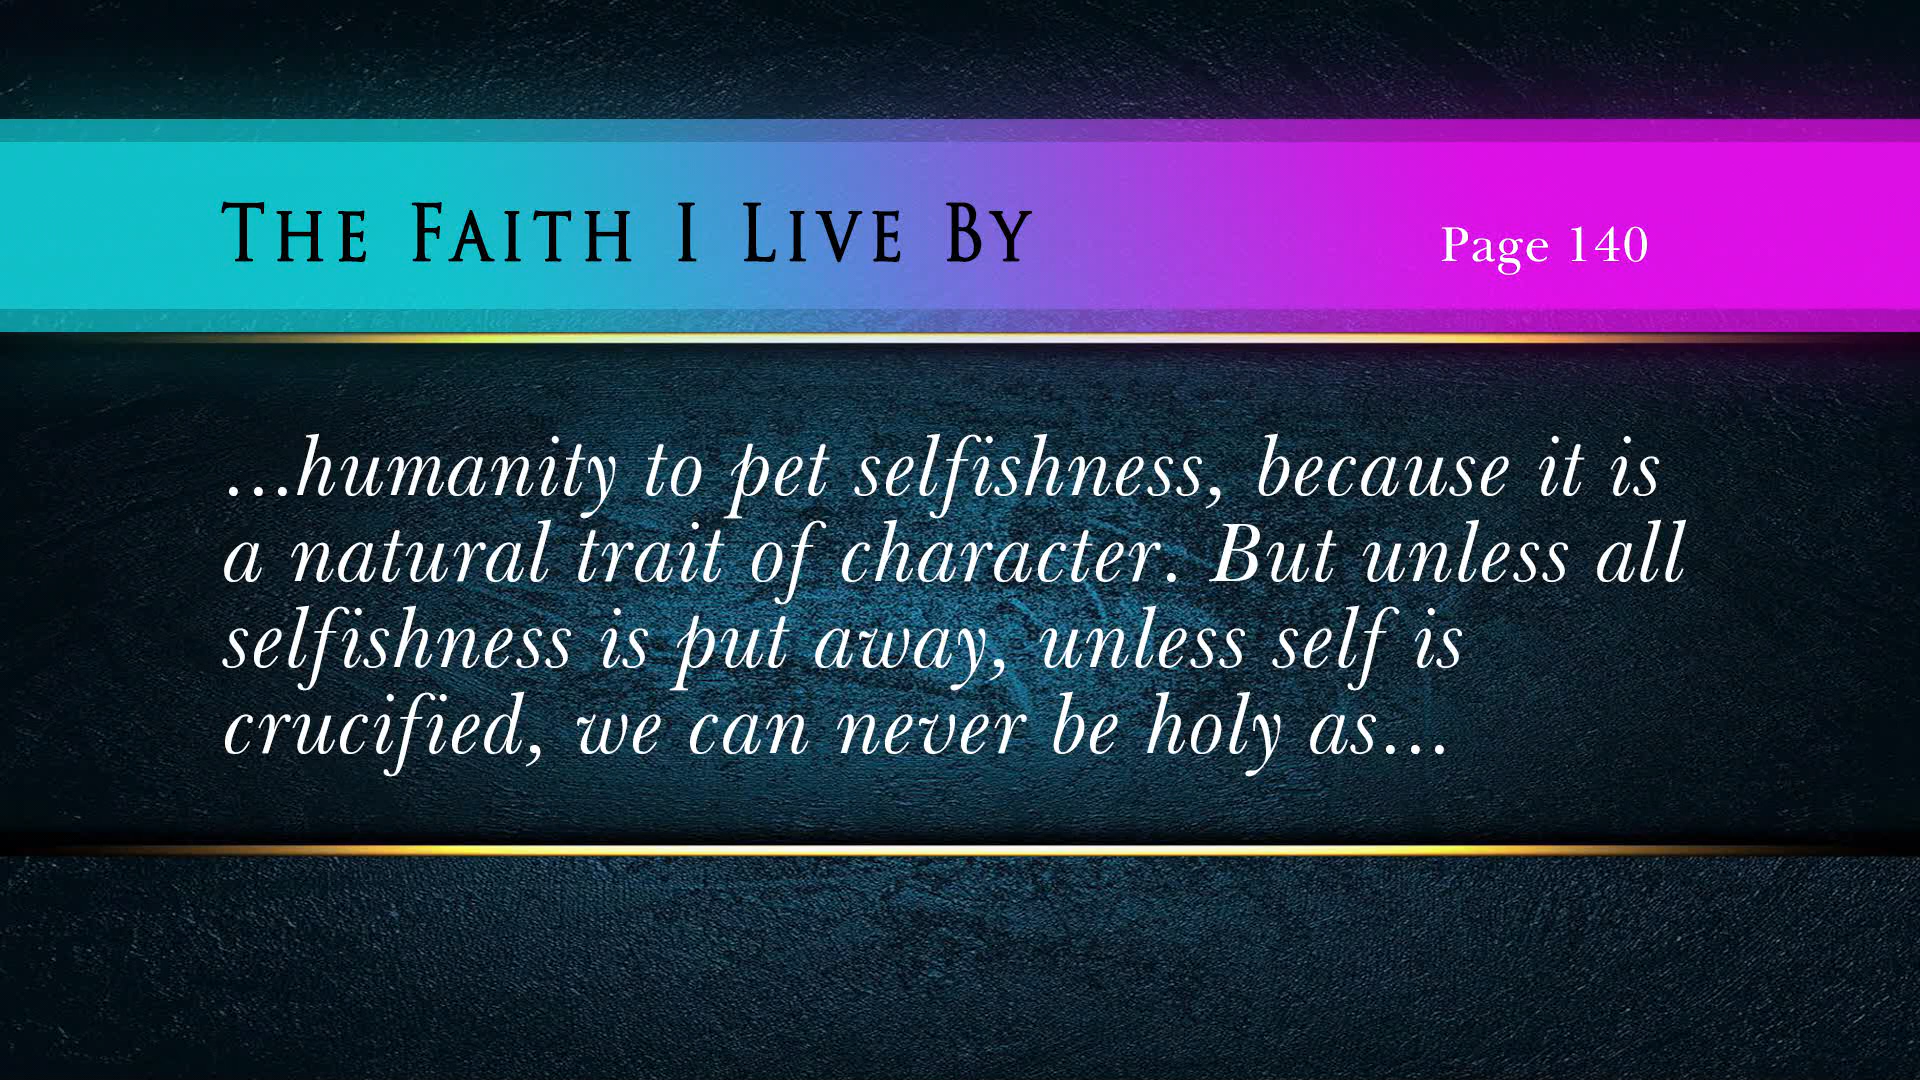 The Faith I Live By
Page 140
...humanity to pet selfishness, because it is
a natural trait of character. But unless all
selfishness is put away, unless self is
crucified, we can never be holy as...